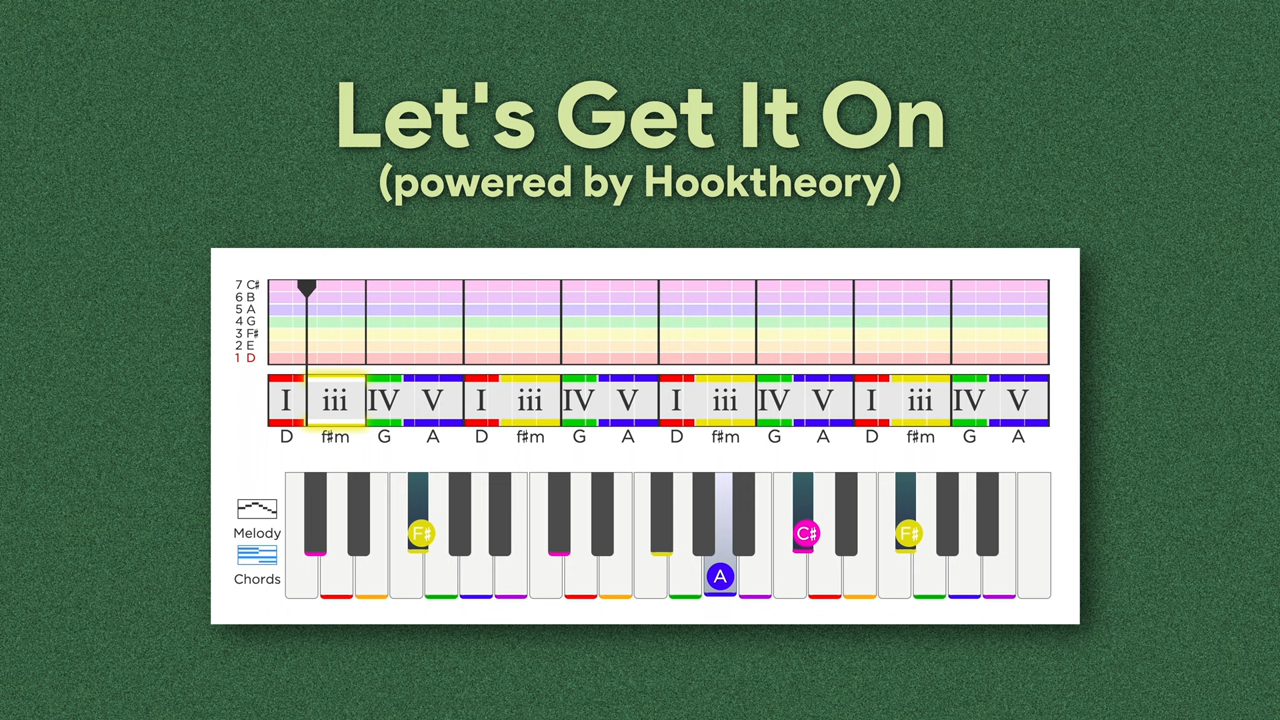 Let's Get It On
(powered by Hooktheory)
7 C♯
6 B
5 A
4 G
3 F♯
2 E
1 D
I iii IV V I iii IV V I iii IV V I iii IV V
D f♯m G A D f♯m G A D f♯m G A D f♯m G A
F♯ C♯ F♯
Melody
A
Chords